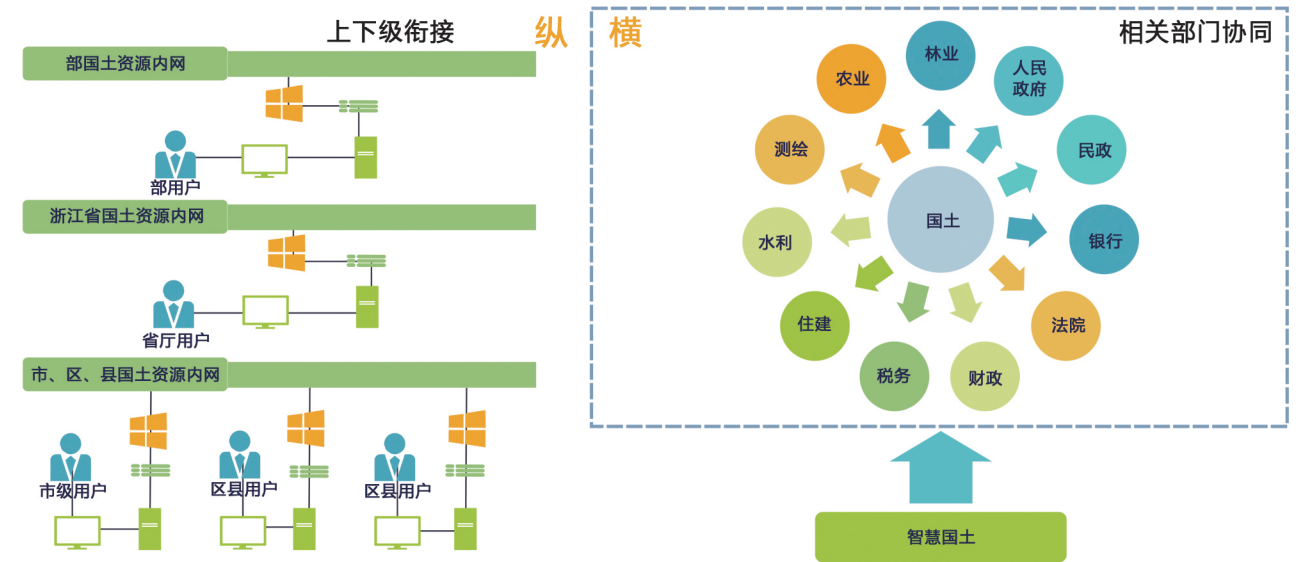 上下级衔接
纵
横
相关部门协同
部国土资源内网
部用户
浙江省国土资源内网
省厅用户
市、区、县国土资源内网
市级用户
区县用户
区县用户
林业
人民
政府
民政
银行
法院
财政
税务
住建
水利
测绘
农业
国土
智慧国土